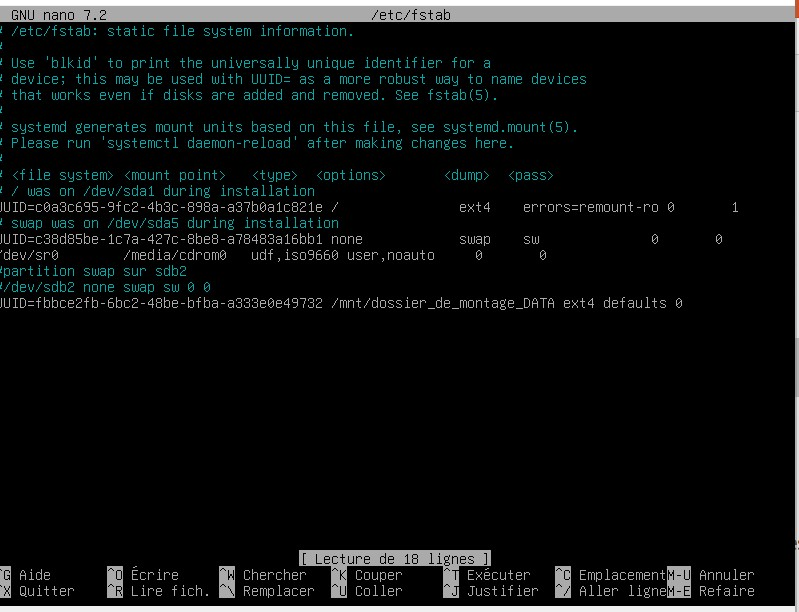 GNU nano 7.2 /etc/fstab
# /etc/fstab: static file system information.
#
# Use 'blkid' to print the universally unique identifier for a
# device; this may be used with UUID= as a more robust way to name devices
# that works even if disks are added and removed. See fstab(5).
#
# systemd generates mount units based on this file, see systemd.mount(5).
# Please run 'systemctl daemon-reload' after making changes here.
#
# <file system> <mount point>   <type>  <options>       <dump>  <pass>
# / was on /dev/sda1 during installation
UUID=c0a3c695-9fc2-4b3c-898a-a37b0a1c821e /               ext4    errors=remount-ro 0       1
# swap was on /dev/sda5 during installation
UUID=c38d85be-1c7a-427c-8be8-a78483a16bb1 none            swap    sw              0       0
/dev/sr0        /media/cdrom0   udf,iso9660 user,noauto     0       0
#partition swap sur sdb2
#/dev/sdb2 none swap sw 0 0
UUID=fbbce2fb-6bc2-48be-bfba-a333e0e49732 /mnt/dossier_de_montage_DATA ext4 defaults 0
[ Lecture de 18 lignes ]
^G Aide ^O Écrire ^W Chercher ^K Couper ^T Exécuter ^C Emplacement M-U Annuler
^X Quitter ^R Lire fich. ^\ Remplacer ^U Coller ^J Justifier ^/ Aller ligne M-E Refaire